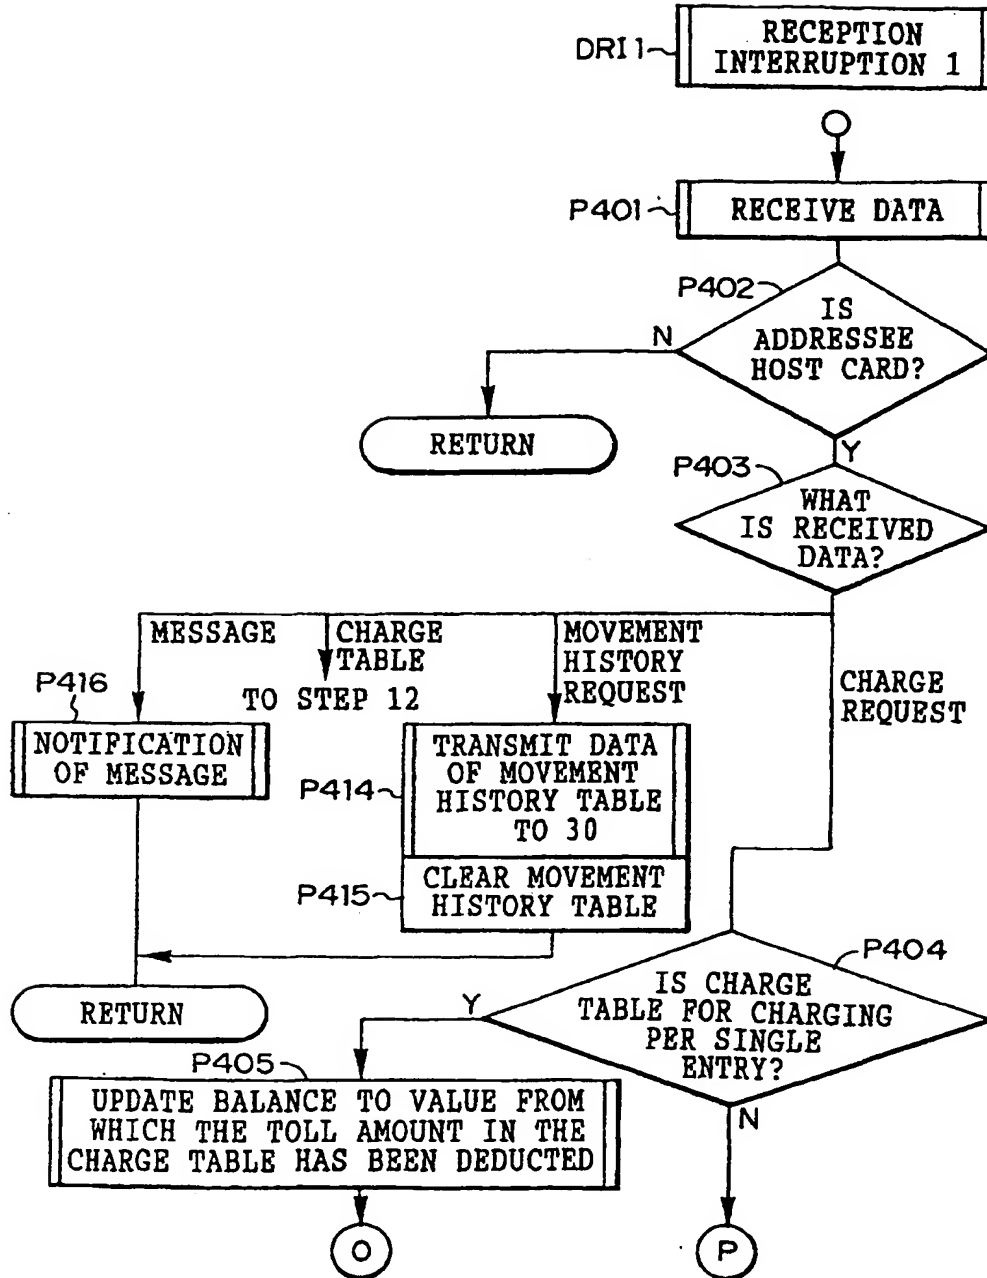 DRI 1
RECEPTION
INTERRUPTION 1
P401
RECEIVE DATA
P402
IS
ADDRESSEE
HOST CARD?
N
RETURN
Y
P403
WHAT
IS RECEIVED
DATA?
MESSAGE
CHARGE
TABLE
TO STEP 12
MOVEMENT
HISTORY
REQUEST
CHARGE
REQUEST
P416
NOTIFICATION
OF MESSAGE
P414
TRANSMIT DATA
OF MOVEMENT
HISTORY TABLE
TO 30
P415
CLEAR MOVEMENT
HISTORY TABLE
RETURN
P404
IS CHARGE
TABLE FOR CHARGING
PER SINGLE
ENTRY?
Y
N
P405
UPDATE BALANCE TO VALUE FROM
WHICH THE TOLL AMOUNT IN THE
CHARGE TABLE HAS BEEN DEDUCTED
O
P